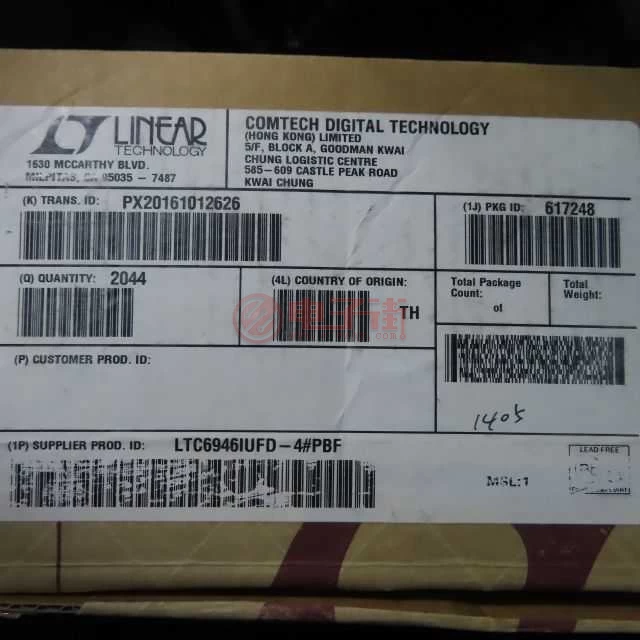 LINEAR
TECHNOLOGY
1630 MCCARTHY BLVD.
MILPITAS, CA 95035-7487
COMTECH DIGITAL TECHNOLOGY
(HONG KONG) LIMITED
5/F, BLOCK A, GOODMAN KWAI
CHUNG LOGISTIC CENTRE
585-609 CASTLE PEAK ROAD
KWAI CHUNG
(K) TRANS. ID: PX20161012626
(1J) PKG ID: 617248
(Q) QUANTITY: 2044
(4L) COUNTRY OF ORIGIN:
TH
Total Package
Count:
of
Total
Weight:
(P) CUSTOMER PROD. ID:
1405
(1P) SUPPLIER PROD. ID: LTC6946IUFD-4#PBF
MSL:1
LEAD FREE